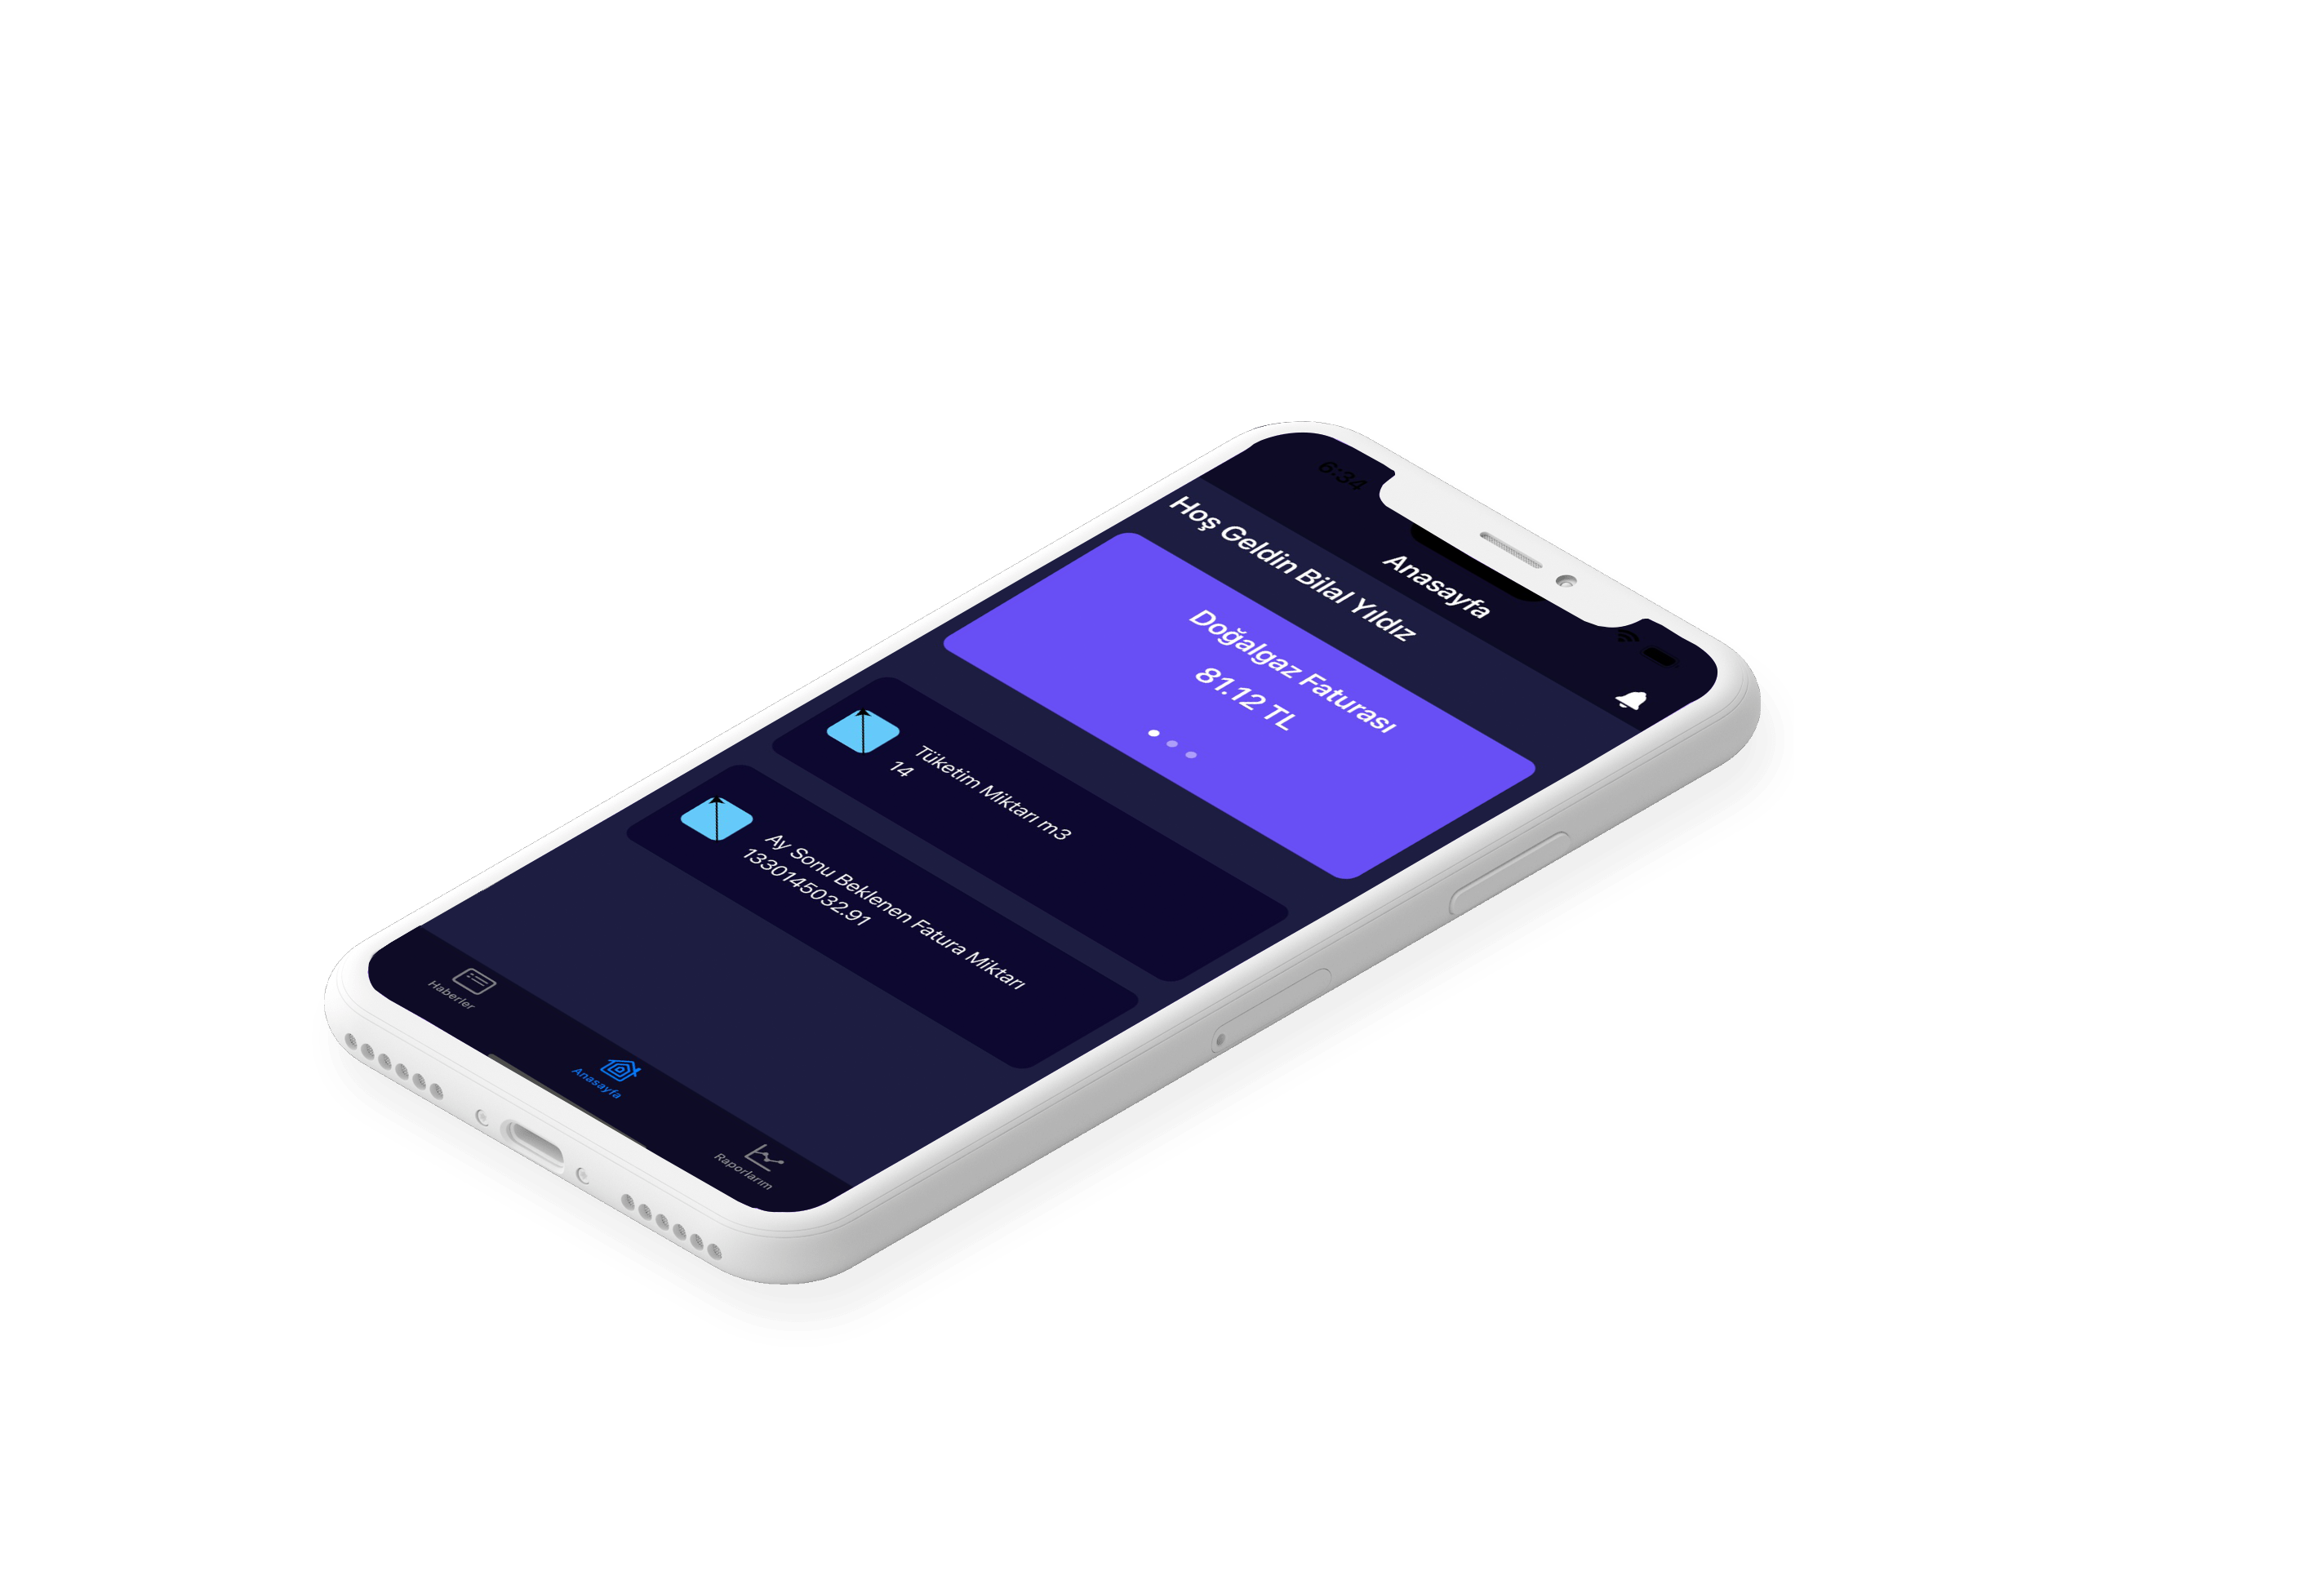 6:34
Anasayfa
Hoş Geldin Bilal Yıldız
Doğalgaz Faturası
81.12 TL
Tüketim Miktarı m3
14
Ay Sonu Beklenen Fatura Miktarı
1330145032.91
Haberler
Anasayfa
Raporlarım